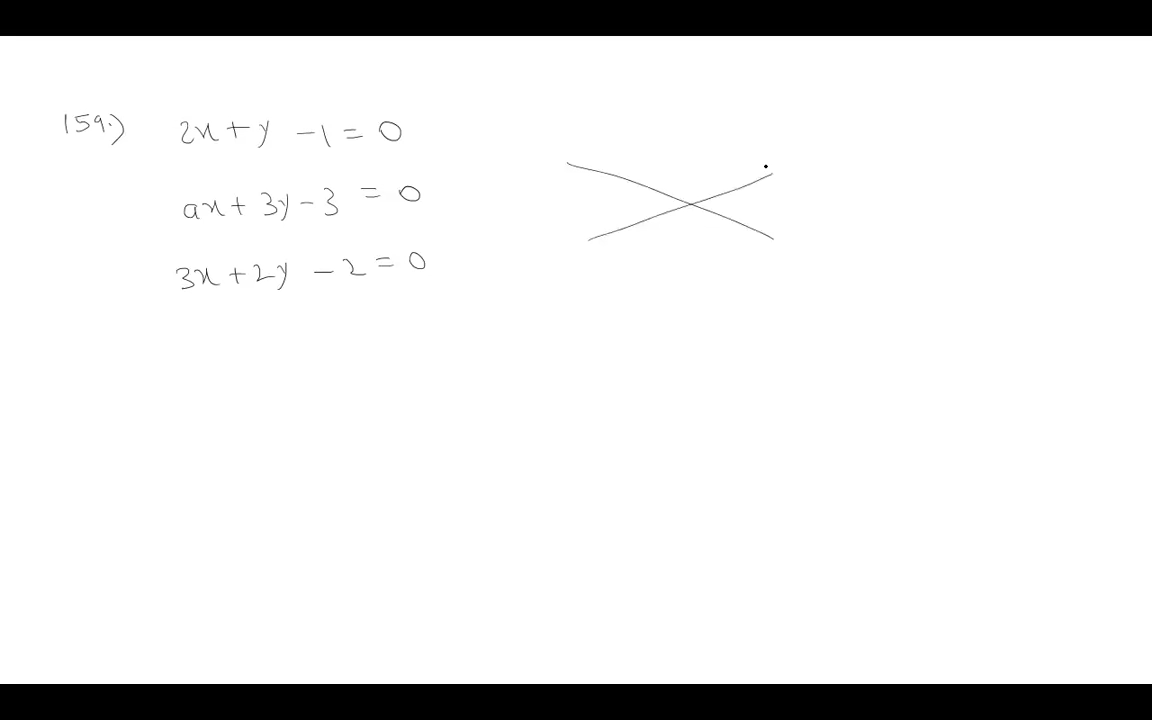 159.) 2x + y - 1 = 0
ax + 3y - 3 = 0
3x + 2y - 2 = 0